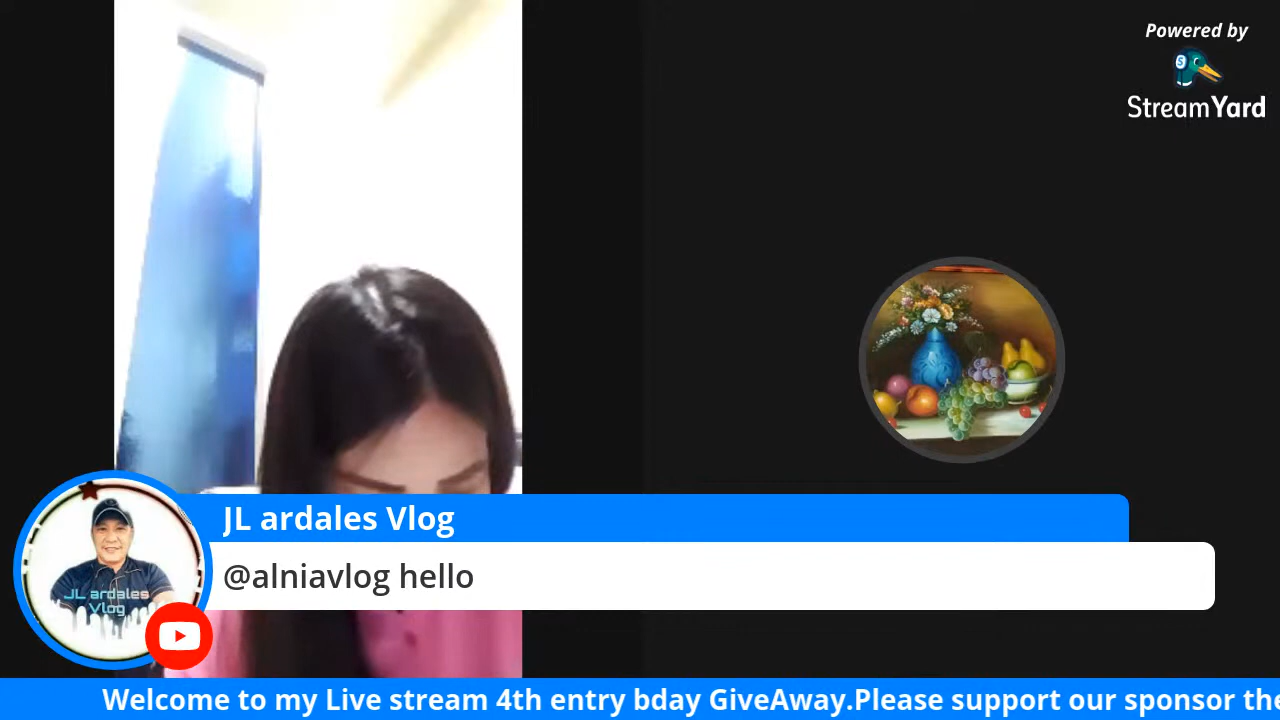 Powered by
StreamYard
JL ardales Vlog
@alniavlog hello
JL ardales
Vlog
Welcome to my Live stream 4th entry bday GiveAway.Please support our sponsor the